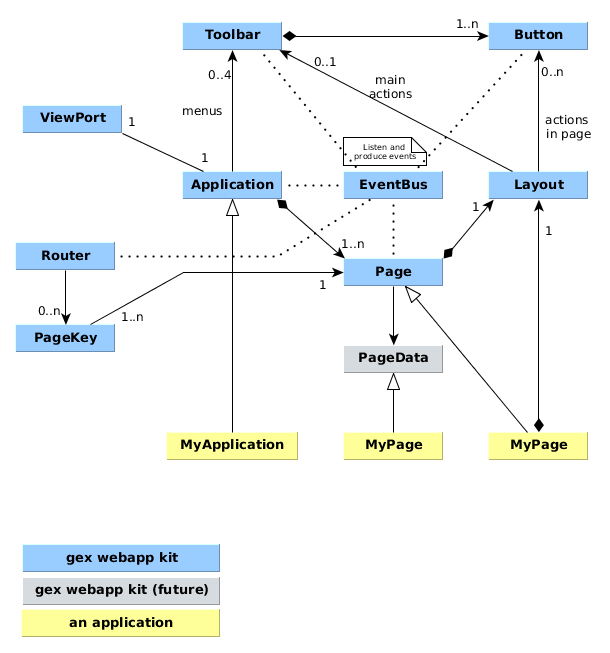 Toolbar
1..n
Button
0..4
0..1
main
actions
0..n
menus
actions
in page
ViewPort
1
1
Listen and
produce events
Application
EventBus
Layout
1
1
Router
1..n
Page
1
0..n
1..n
PageKey
PageData
MyApplication
MyPage
MyPage
gex webapp kit
gex webapp kit (future)
an application